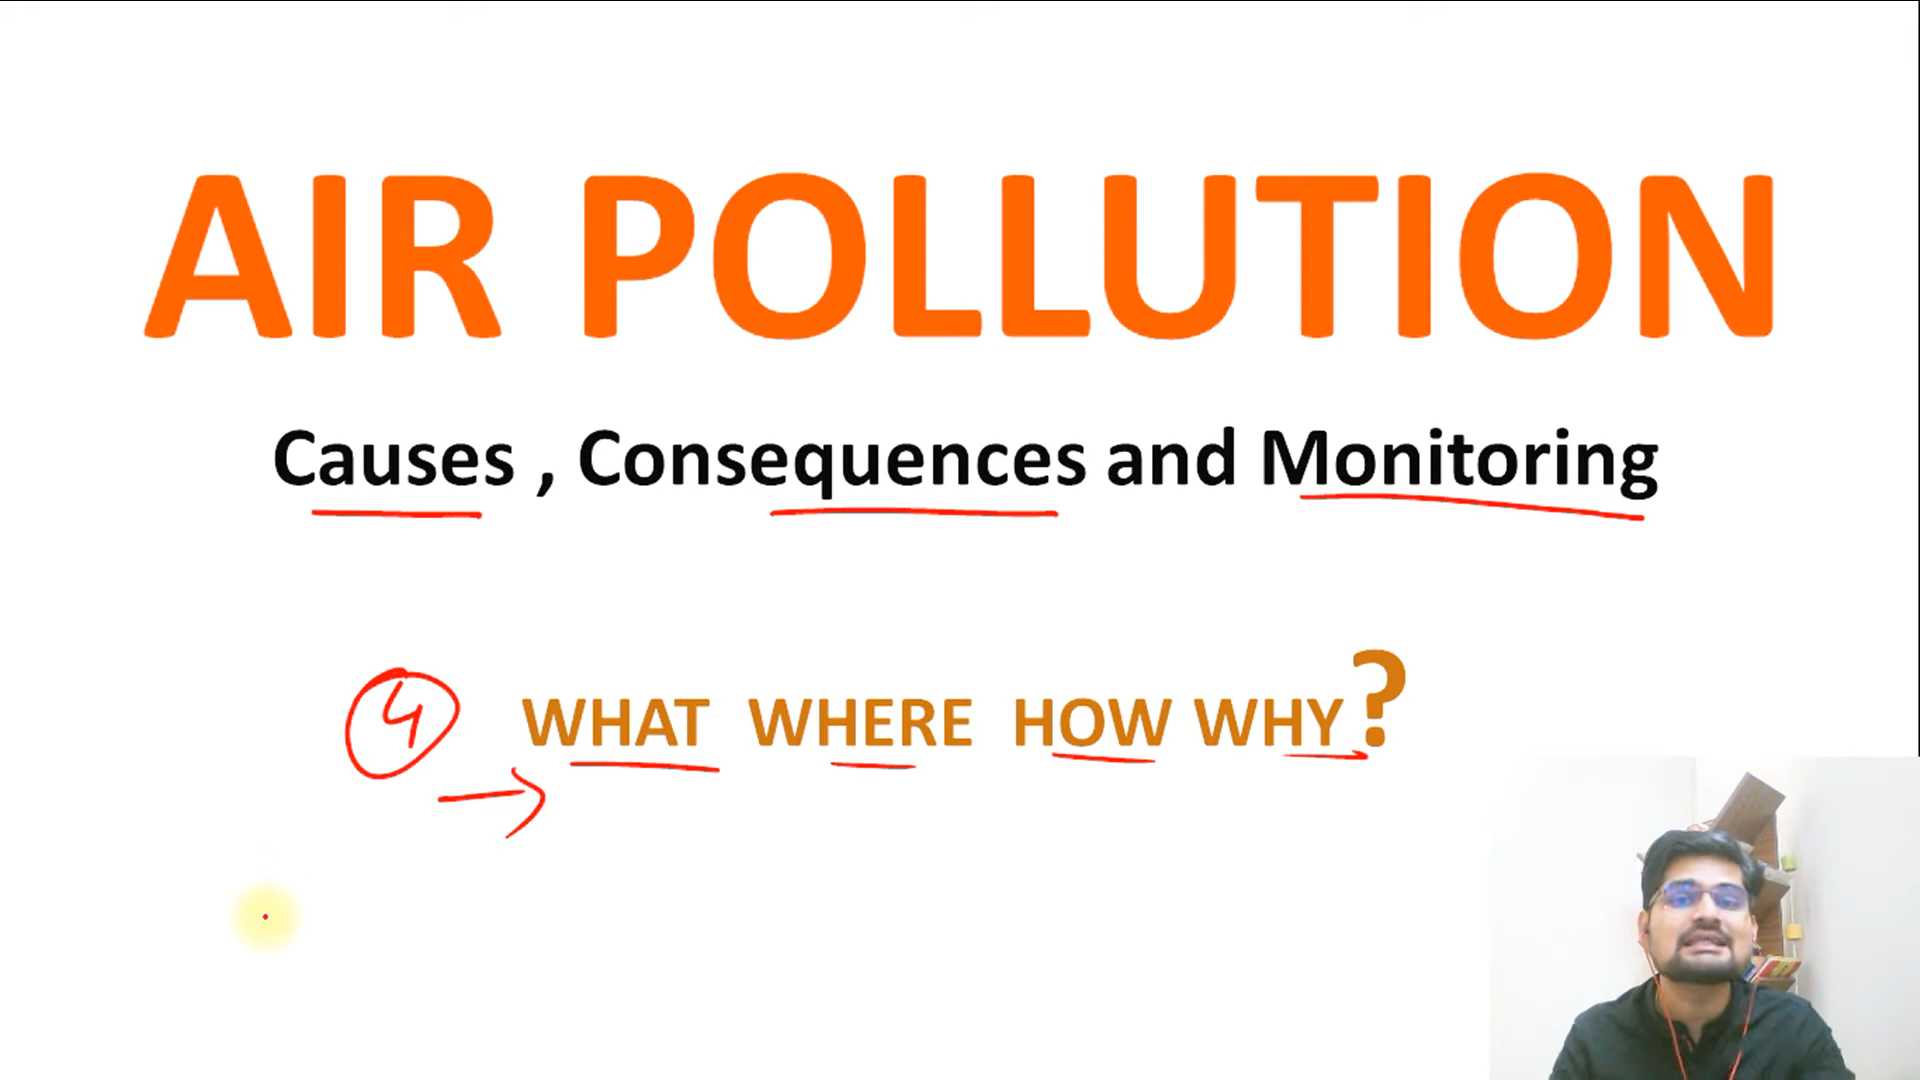 AIR POLLUTION
Causes , Consequences and Monitoring
4 WHAT WHERE HOW WHY?